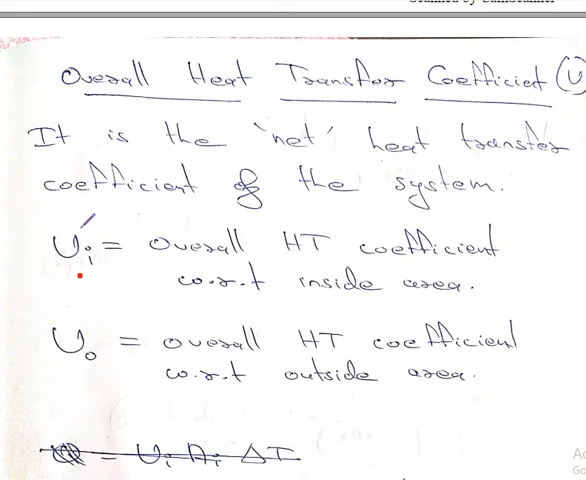 Overall Heat Transfer Coefficient (U)
It is the 'net' heat transfer
coefficient of the system.
Ui = overall HT coefficient
w.r.t inside area.
Uo = overall HT coefficient
w.r.t outside area.
Q = Ui Ai ΔT